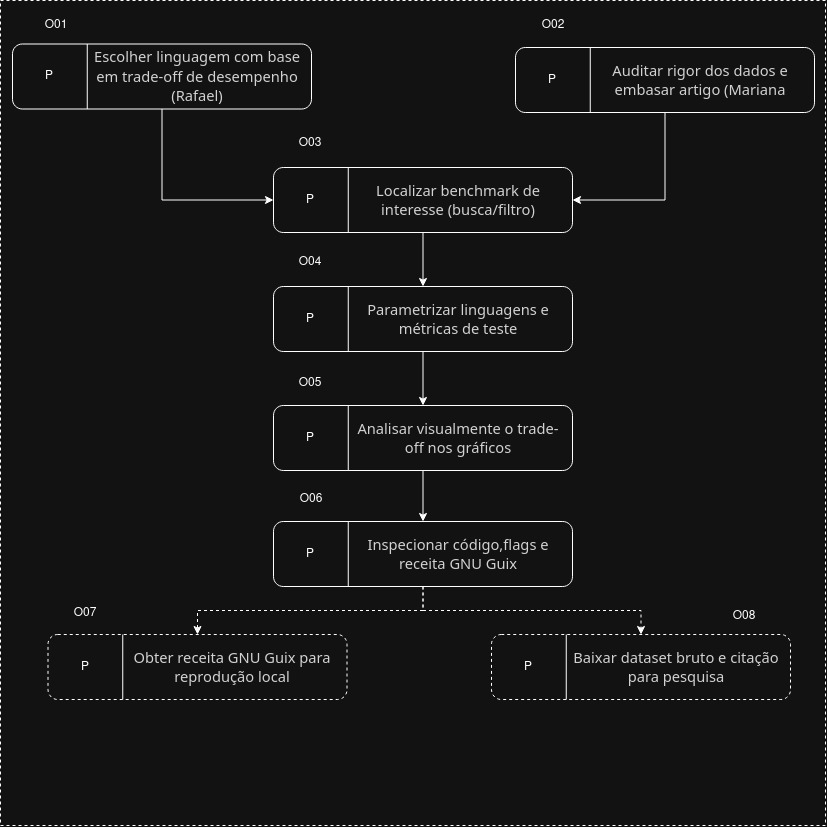 O01
O02
P
Escolher linguagem com base
em trade-off de desempenho
(Rafael)
P
Auditar rigor dos dados e
embasar artigo (Mariana
O03
P
Localizar benchmark de
interesse (busca/filtro)
O04
P
Parametrizar linguagens e
métricas de teste
O05
P
Analisar visualmente o trade-
off nos gráficos
O06
P
Inspecionar código,flags e
receita GNU Guix
O07
O08
P
Obter receita GNU Guix para
reprodução local
P
Baixar dataset bruto e citação
para pesquisa